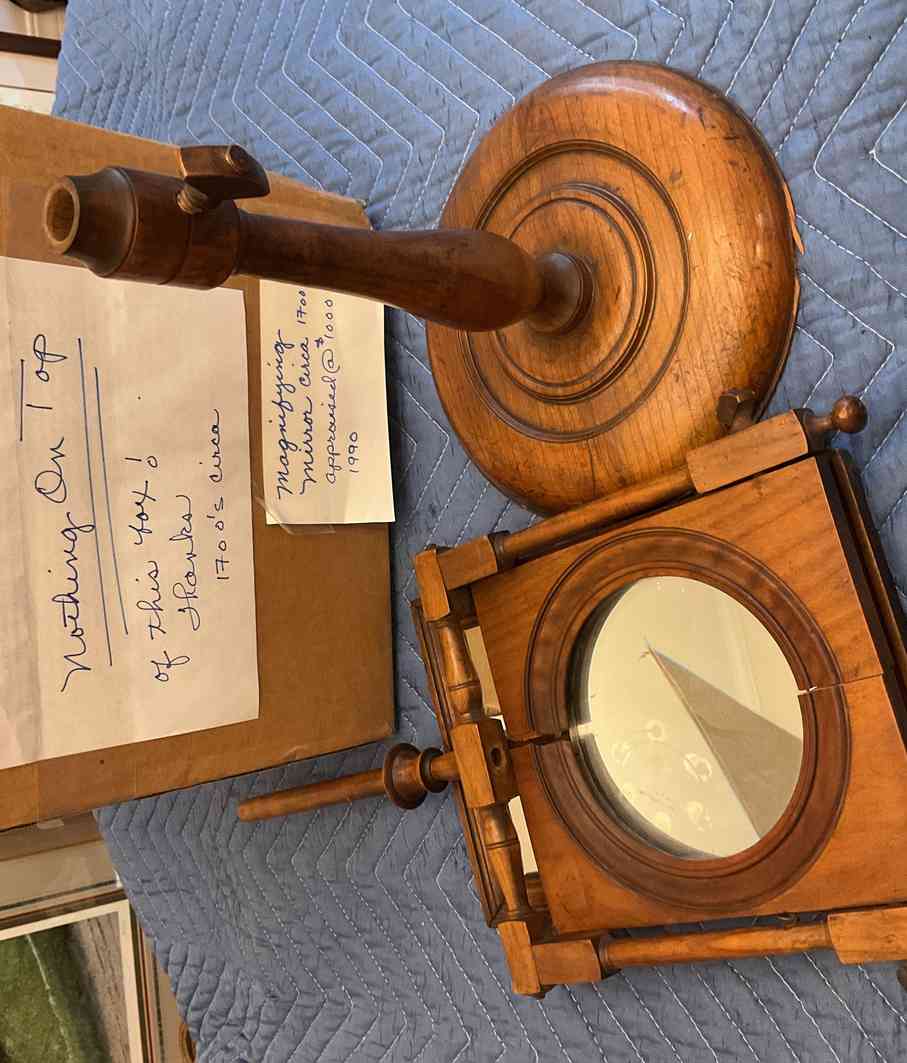 Nothing On Top
of this box!
Thanks
1700's circa
Magnifying
Mirror circa 1700
appraised @ $1000
1990